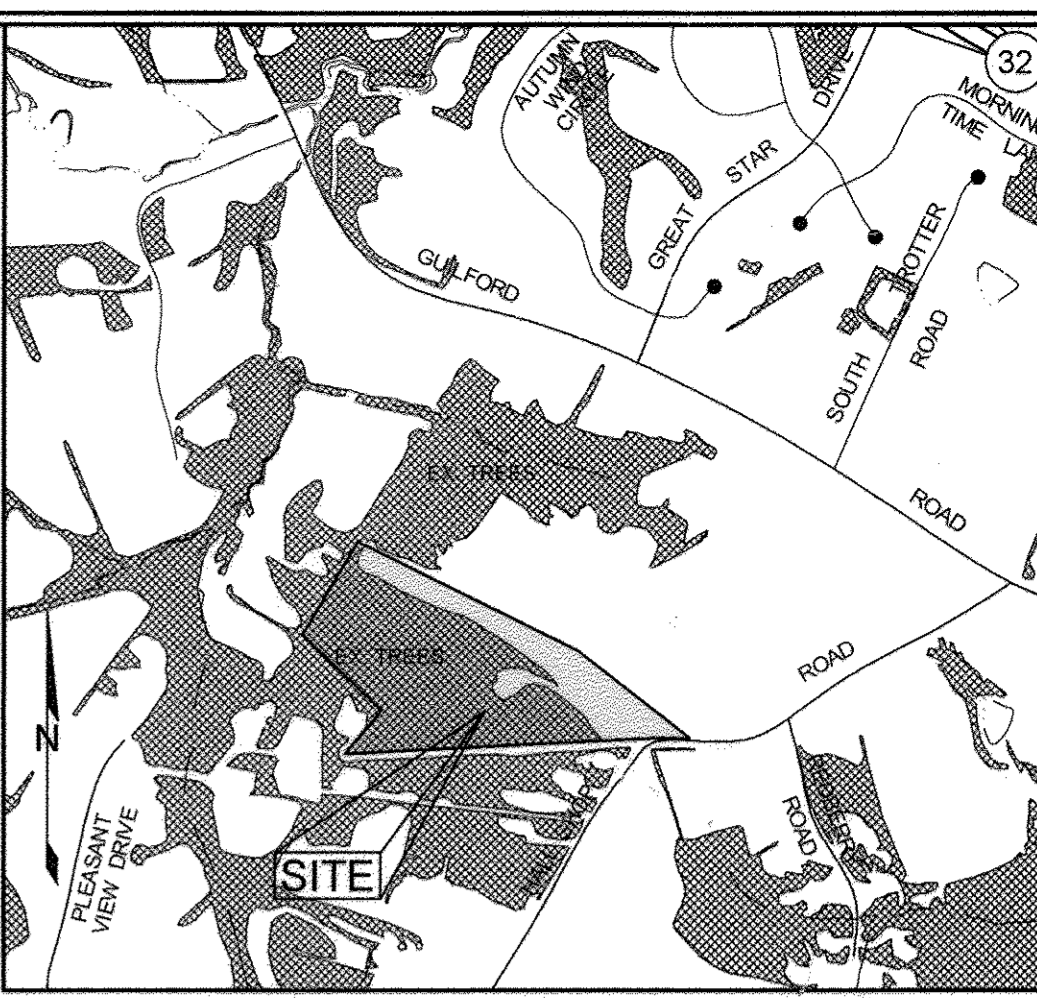 32
AUTUMN
WIND
CIRCLE
DRIVE
STAR
GREAT
MORNING
TIME LANE
GUILFORD
TROTTER
ROAD
SOUTH
EX TREES
ROAD
EX TREES
ROAD
N
PLEASANT
VIEW DRIVE
SITE
ROAD